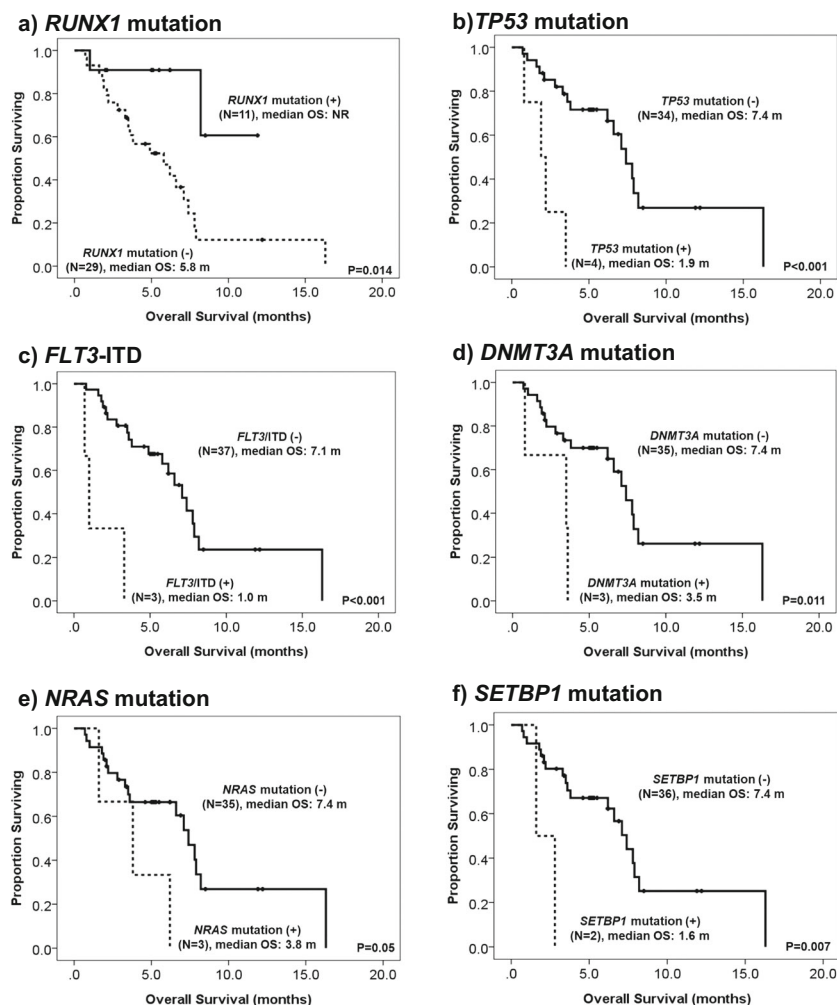 a) RUNX1 mutation
Proportion Surviving
1.0
0.8
0.6
0.4
0.2
0.0
RUNX1 mutation (+)
(N=11), median OS: NR
RUNX1 mutation (-)
(N=29), median OS: 5.8 m
P=0.014
.0 5.0 10.0 15.0 20.0
Overall Survival (months)
b)TP53 mutation
Proportion Surviving
1.0
0.8
0.6
0.4
0.2
0.0
TP53 mutation (-)
(N=34), median OS: 7.4 m
TP53 mutation (+)
(N=4), median OS: 1.9 m
P<0.001
.0 5.0 10.0 15.0 20.0
Overall Survival (months)
c) FLT3-ITD
Proportion Surviving
1.0
0.8
0.6
0.4
0.2
0.0
FLT3/ITD (-)
(N=37), median OS: 7.1 m
FLT3/ITD (+)
(N=3), median OS: 1.0 m
P<0.001
.0 5.0 10.0 15.0 20.0
Overall Survival (months)
d) DNMT3A mutation
Proportion Surviving
1.0
0.8
0.6
0.4
0.2
0.0
DNMT3A mutation (-)
(N=35), median OS: 7.4 m
DNMT3A mutation (+)
(N=3), median OS: 3.5 m
P=0.011
.0 5.0 10.0 15.0 20.0
Overall Survival (months)
e) NRAS mutation
Proportion Surviving
1.0
0.8
0.6
0.4
0.2
0.0
NRAS mutation (-)
(N=35), median OS: 7.4 m
NRAS mutation (+)
(N=3), median OS: 3.8 m
P=0.05
.0 5.0 10.0 15.0 20.0
Overall Survival (months)
f) SETBP1 mutation
Proportion Surviving
1.0
0.8
0.6
0.4
0.2
0.0
SETBP1 mutation (-)
(N=36), median OS: 7.4 m
SETBP1 mutation (+)
(N=2), median OS: 1.6 m
P=0.007
.0 5.0 10.0 15.0 20.0
Overall Survival (months)